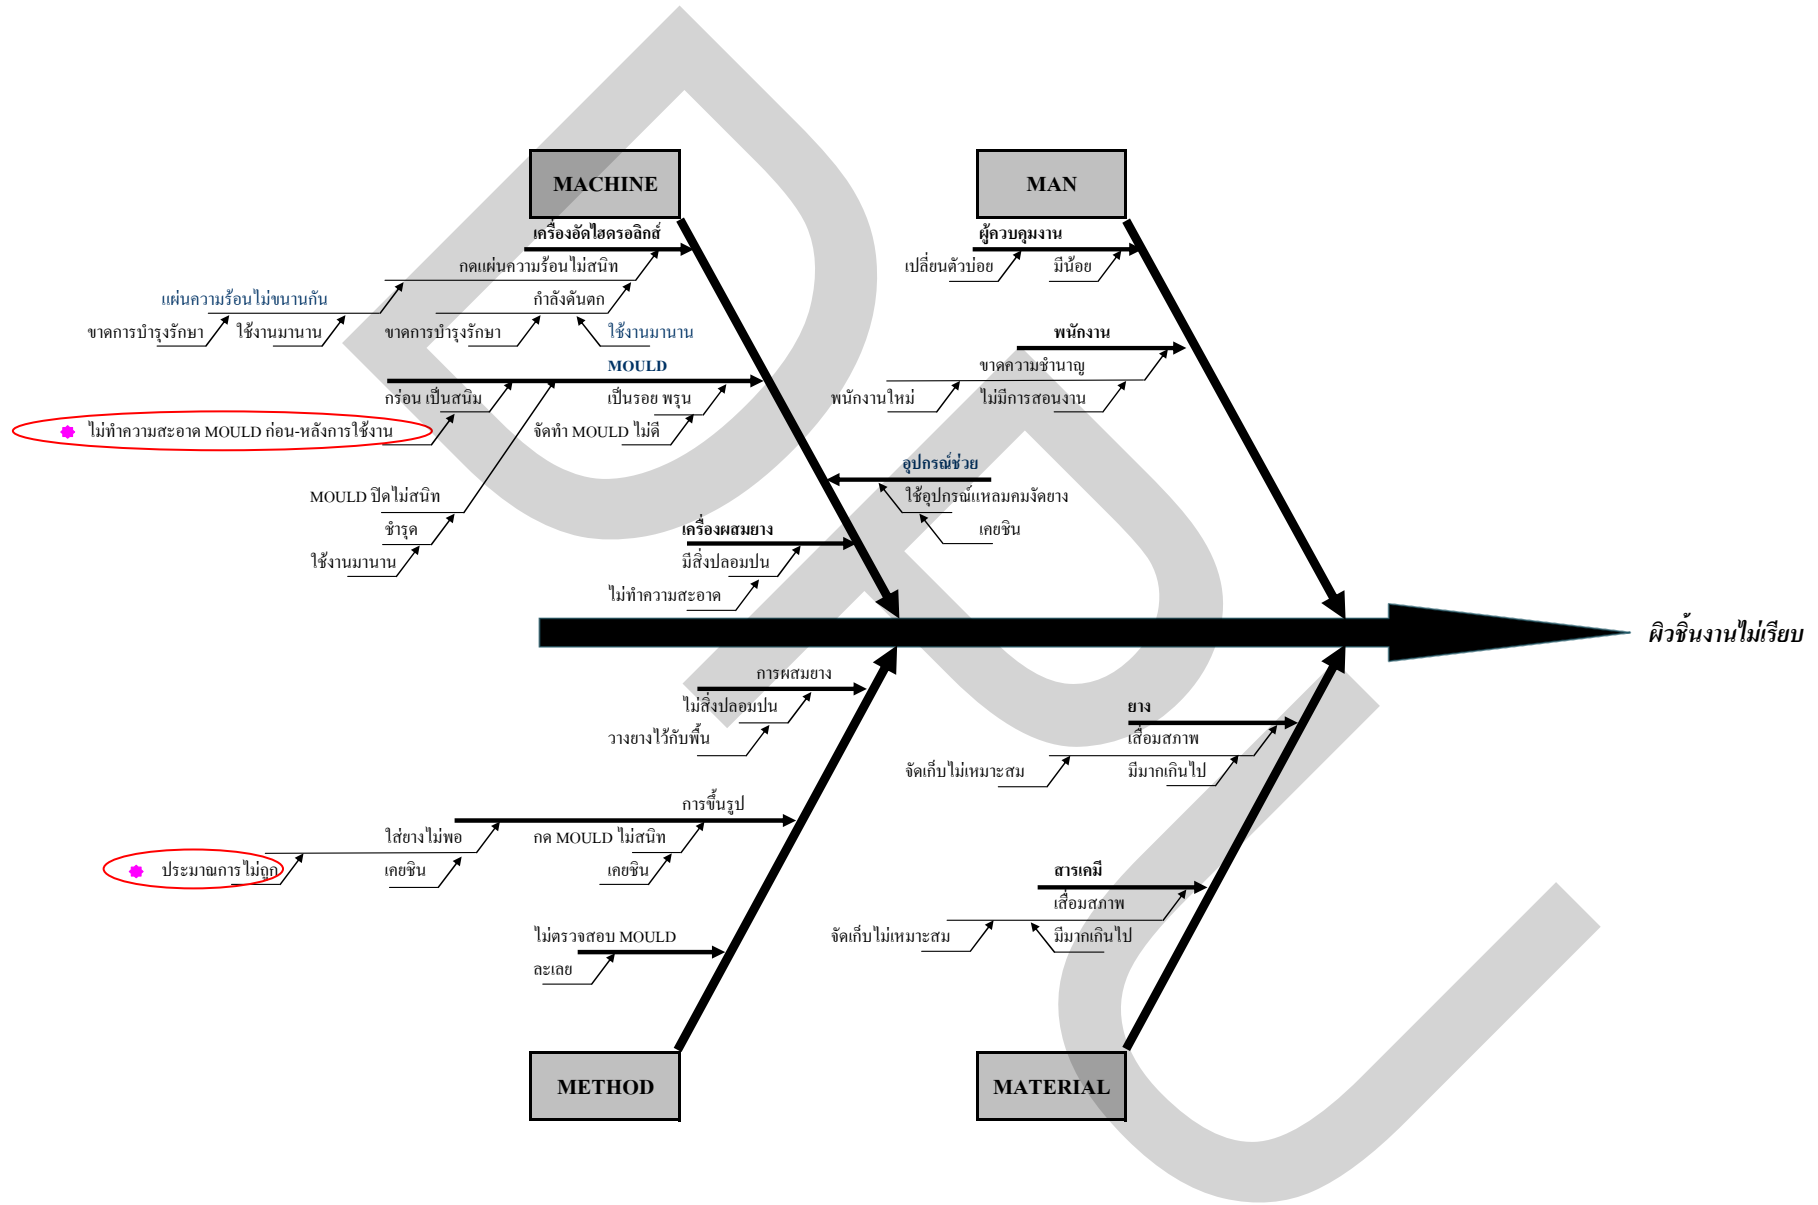 MACHINE
MAN
เครื่องอัดไฮดรอลิกส์
ผู้ควบคุมงาน
กดแผ่นความร้อนไม่สนิท
เปลี่ยนตัวบ่อย
มีน้อย
แผ่นความร้อนไม่ขนานกัน
กำลังดันตก
ขาดการบำรุงรักษา
ใช้งานมานาน
ขาดการบำรุงรักษา
ใช้งานมานาน
พนักงาน
MOULD
ขาดความชำนาญ
กร่อน เป็นสนิม
เป็นรอย พรุน
พนักงานใหม่
ไม่มีการสอนงาน
ไม่ทำความสะอาด MOULD ก่อน-หลังการใช้งาน
จัดทำ MOULD ไม่ดี
อุปกรณ์ช่วย
MOULD ปิดไม่สนิท
ใช้อุปกรณ์แหลมคมงัดยาง
ชำรุด
เครื่องผสมยาง
เคยชิน
ใช้งานมานาน
มีสิ่งปลอมปน
ไม่ทำความสะอาด
ผิวชิ้นงานไม่เรียบ
การผสมยาง
ไม่สิ่งปลอมปน
ยาง
วางยางไว้กับพื้น
เสื่อมสภาพ
จัดเก็บไม่เหมาะสม
มีมากเกินไป
การขึ้นรูป
ใส่ยางไม่พอ
กด MOULD ไม่สนิท
ประมาณการไม่ถูก
เคยชิน
เคยชิน
สารเคมี
เสื่อมสภาพ
ไม่ตรวจสอบ MOULD
จัดเก็บไม่เหมาะสม
มีมากเกินไป
ละเลย
METHOD
MATERIAL
DPU